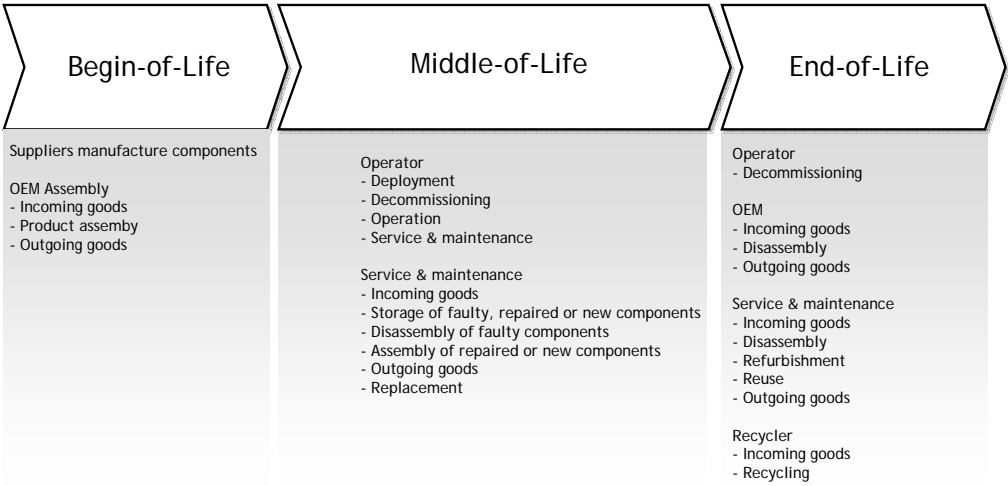 Begin-of-Life
Middle-of-Life
End-of-Life
Suppliers manufacture components
OEM Assembly
- Incoming goods
- Product assemby
- Outgoing goods
Operator
- Deployment
- Decommissioning
- Operation
- Service & maintenance
Service & maintenance
- Incoming goods
- Storage of faulty, repaired or new components
- Disassembly of faulty components
- Assembly of repaired or new components
- Outgoing goods
- Replacement
Operator
- Decommissioning
OEM
- Incoming goods
- Disassembly
- Outgoing goods
Service & maintenance
- Incoming goods
- Disassembly
- Refurbishment
- Reuse
- Outgoing goods
Recycler
- Incoming goods
- Recycling